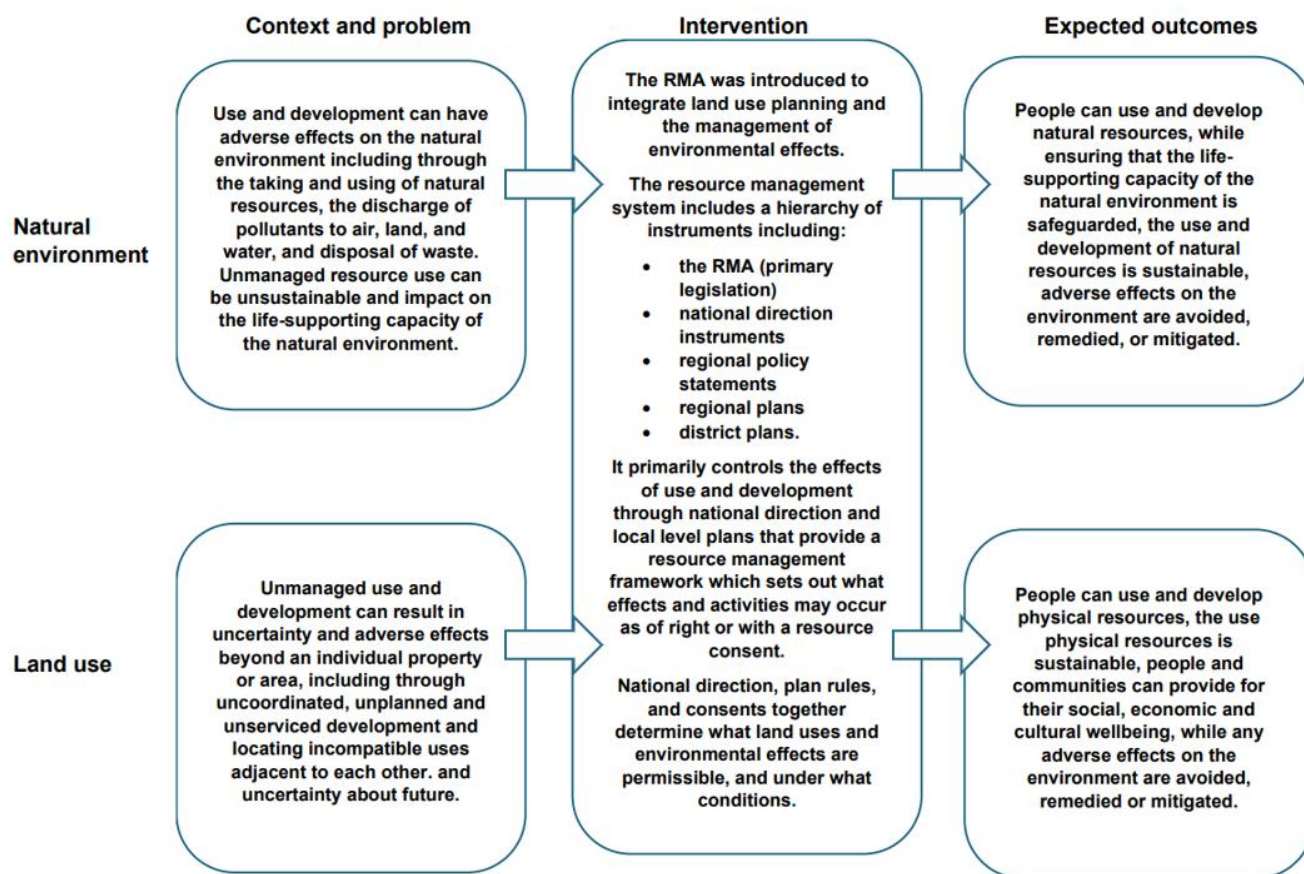 Context and problem
Intervention
Expected outcomes
Natural
environment
Use and development can have
adverse effects on the natural
environment including through
the taking and using of natural
resources, the discharge of
pollutants to air, land, and
water, and disposal of waste.
Unmanaged resource use can
be unsustainable and impact on
the life-supporting capacity of
the natural environment.
The RMA was introduced to
integrate land use planning and
the management of
environmental effects.
The resource management
system includes a hierarchy of
instruments including:
• the RMA (primary
legislation)
• national direction
instruments
• regional policy
statements
• regional plans
• district plans.
It primarily controls the effects
of use and development
through national direction and
local level plans that provide a
resource management
framework which sets out what
effects and activities may occur
as of right or with a resource
consent.
National direction, plan rules,
and consents together
determine what land uses and
environmental effects are
permissible, and under what
conditions.
People can use and develop
natural resources, while
ensuring that the life-
supporting capacity of the
natural environment is
safeguarded, the use and
development of natural
resources is sustainable,
adverse effects on the
environment are avoided,
remedied, or mitigated.
Land use
Unmanaged use and
development can result in
uncertainty and adverse effects
beyond an individual property
or area, including through
uncoordinated, unplanned and
unserviced development and
locating incompatible uses
adjacent to each other. and
uncertainty about future.
People can use and develop
physical resources, the use
physical resources is
sustainable, people and
communities can provide for
their social, economic and
cultural wellbeing, while any
adverse effects on the
environment are avoided,
remedied or mitigated.